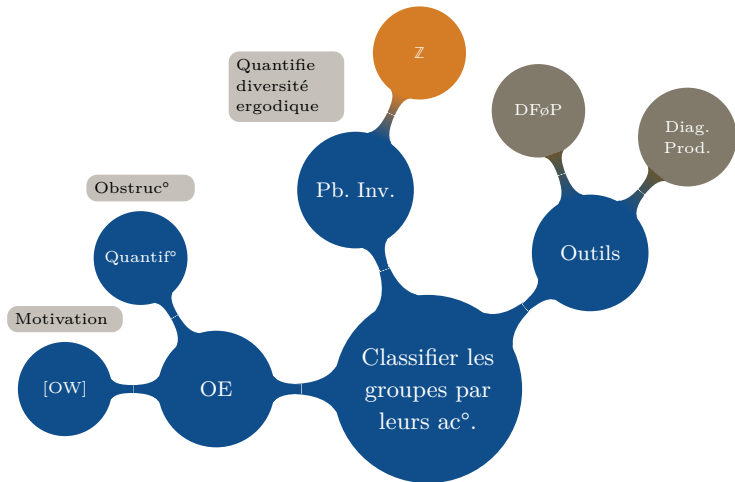 ℤ
Quantifie
diversité
ergodique
DFøP
Diag.
Prod.
Pb. Inv.
Obstruc°
Outils
Quantif°
Motivation
Classifier les
groupes par
leurs ac°.
[OW]
OE